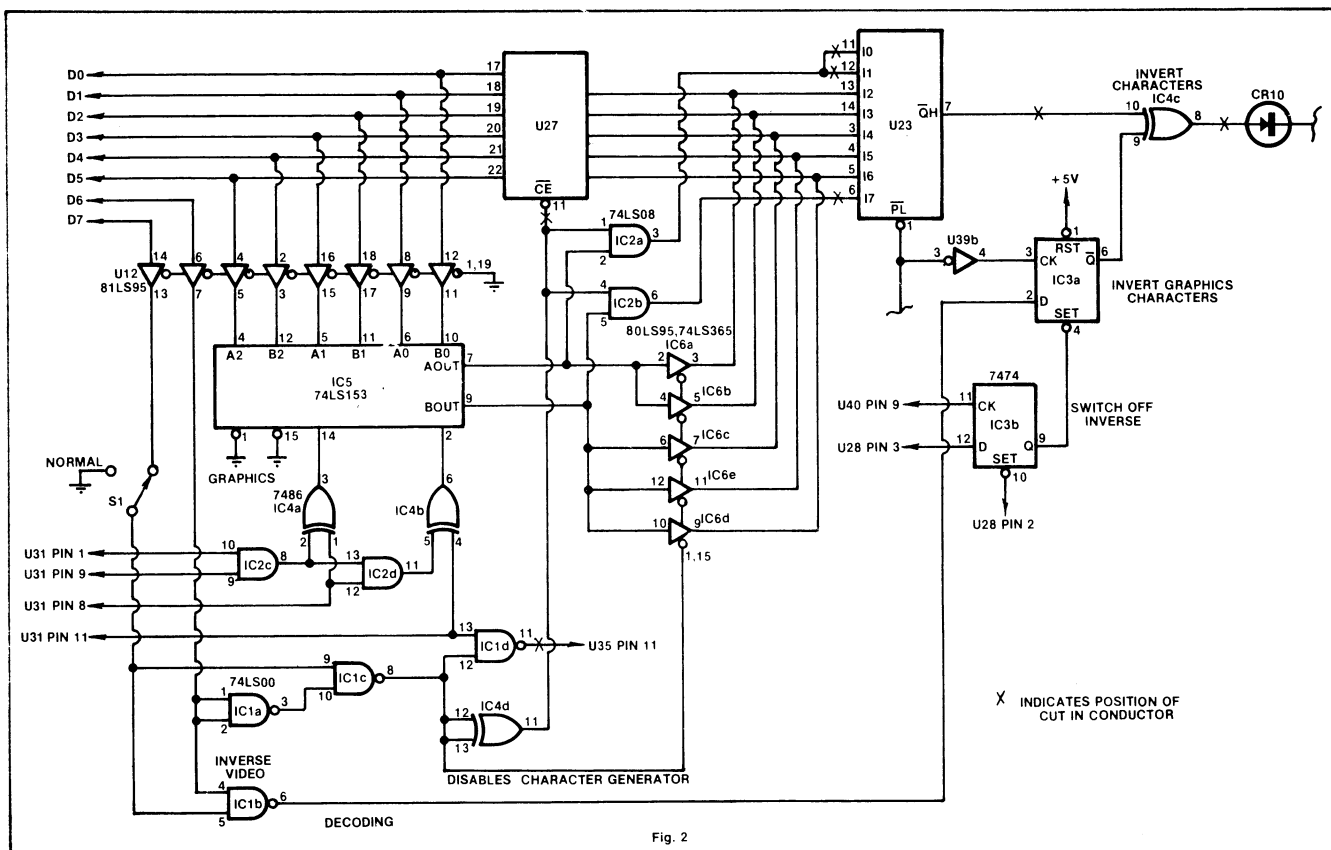 D0
D1
D2
D3
D4
D5
D6
D7
17
18
19
20
21
22
U27
CE
11
11
12
13
14
3
4
5
6
I0
I1
I2
I3
I4
I5
I6
I7
U23
QH
7
PL
1
INVERT
CHARACTERS
IC4c
10
9
8
CR10
+5V
1
RST
3
CK
Q
6
IC3a
2
D
SET
4
INVERT GRAPHICS
CHARACTERS
3
U39b
4
74LS08
1
2
IC2a
3
4
5
IC2b
6
U12
81LS95
14
13
6
7
4
5
2
3
16
15
18
17
8
9
12
11
1,19
4
12
5
11
6
10
A2
B2
A1
B1
A0
B0
AOUT
7
IC5
74LS153
BOUT
9
1
15
14
2
GRAPHICS
80LS95,74LS365
IC6a
2
3
IC6b
4
5
IC6c
6
7
IC6e
12
11
IC6d
10
9
1,15
7474
U40 PIN 9
11
CK
IC3b
U28 PIN 3
12
D
Q
9
SET
10
U28 PIN 2
SWITCH OFF
INVERSE
NORMAL
S1
3
7486
IC4a
2
1
6
IC4b
5
4
U31 PIN 1
10
U31 PIN 9
9
IC2c
8
13
12
IC2d
11
U31 PIN 8
U31 PIN 11
13
12
IC1d
11
U35 PIN 11
9
10
IC1c
8
74LS00
1
2
IC1a
3
IC4d
12
13
11
DISABLES CHARACTER GENERATOR
INVERSE
VIDEO
4
5
IC1b
6
DECODING
X INDICATES POSITION OF
CUT IN CONDUCTOR
Fig. 2